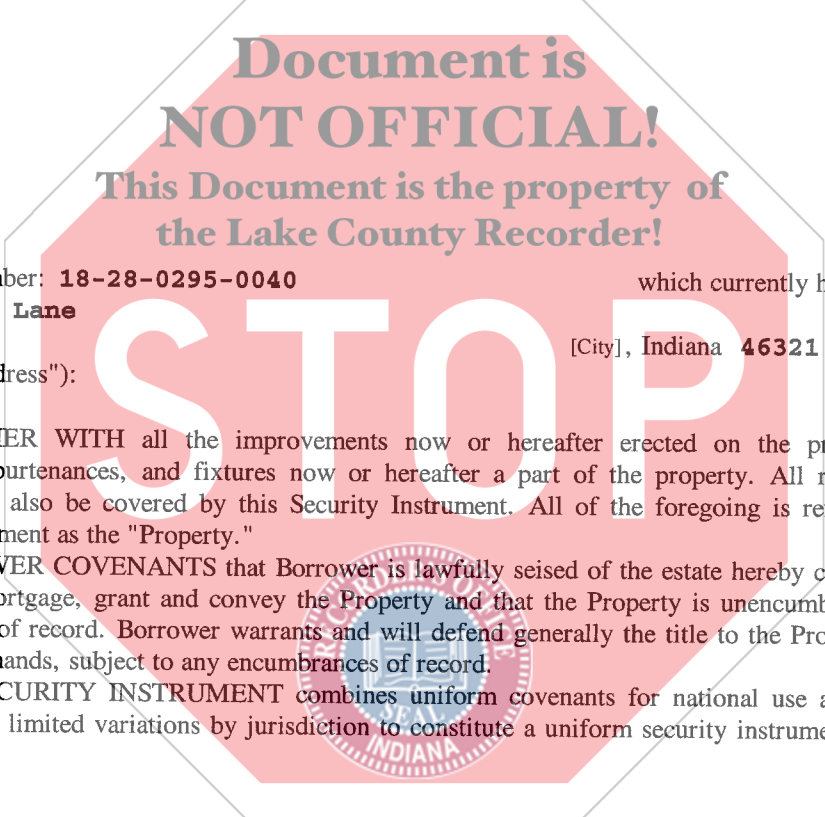 Document is
NOT OFFICIAL!
This Document is the property of
the Lake County Recorder!
ber: 18-28-0295-0040 which currently h
Lane
[City], Indiana 46321
dress"):
STOP
ER WITH all the improvements now or hereafter erected on the pr
purtenances, and fixtures now or hereafter a part of the property. All r
also be covered by this Security Instrument. All of the foregoing is re
ment as the "Property."
VER COVENANTS that Borrower is lawfully seised of the estate hereby c
ortgage, grant and convey the Property and that the Property is unencumb
of record. Borrower warrants and will defend generally the title to the Pro
ands, subject to any encumbrances of record.
CURITY INSTRUMENT combines uniform covenants for national use a
limited variations by jurisdiction to constitute a uniform security instrume
SEAL
INDIANA